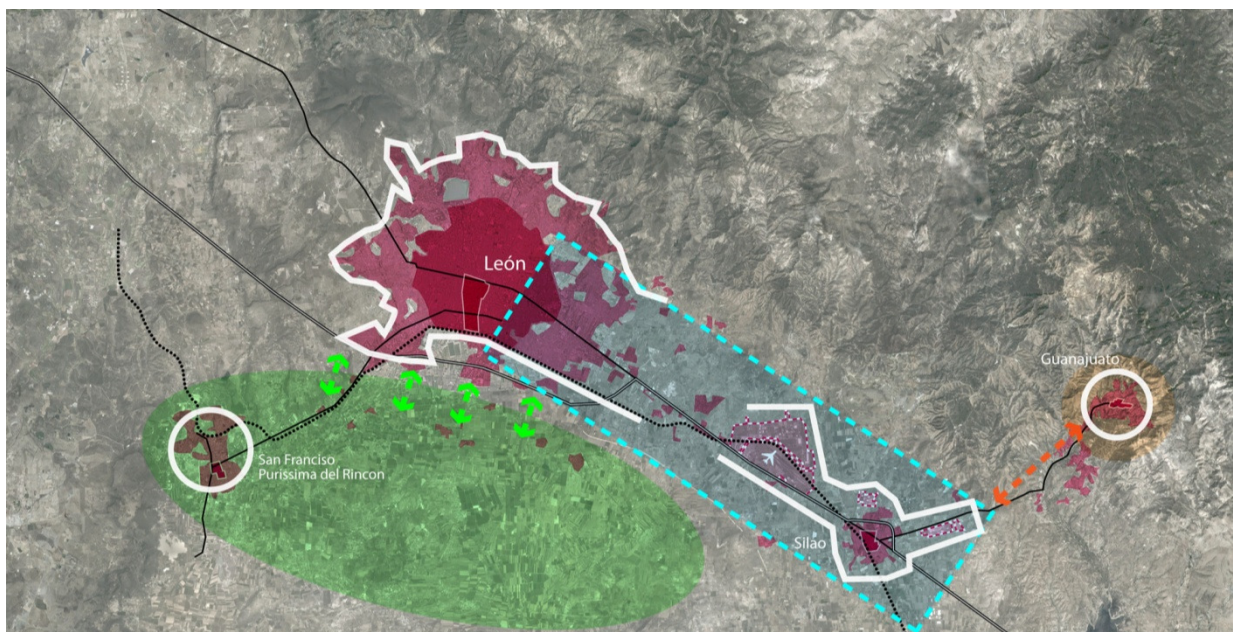 León
Guanajuato
San Franciso
Purissima del Rincon
Silao